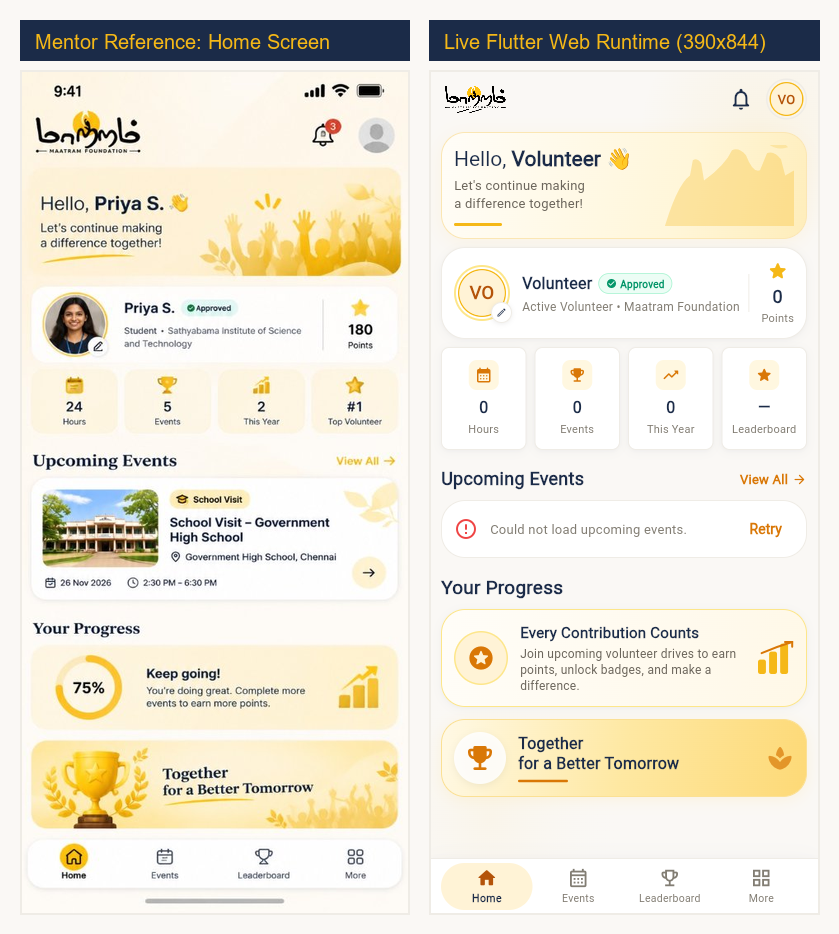 Mentor Reference: Home Screen
9:41
மாற்றம்
MAATRAM FOUNDATION
3
Hello, Priya S. 👋
Let's continue making
a difference together!
Priya S.
Approved
Student • Sathyabama Institute of Science
and Technology
180
Points
24
Hours
5
Events
2
This Year
#1
Top Volunteer
Upcoming Events
View All →
School Visit
School Visit – Government
High School
Government High School, Chennai
26 Nov 2026
2:30 PM – 6:30 PM
Your Progress
75%
Keep going!
You're doing great. Complete more
events to earn more points.
Together
for a Better Tomorrow
Home
Events
Leaderboard
More
Live Flutter Web Runtime (390x844)
மாற்றம்
VO
Hello, Volunteer 👋
Let's continue making
a difference together!
VO
Volunteer
Approved
Active Volunteer • Maatram Foundation
0
Points
0
Hours
0
Events
0
This Year
—
Leaderboard
Upcoming Events
View All →
Could not load upcoming events.
Retry
Your Progress
Every Contribution Counts
Join upcoming volunteer drives to earn
points, unlock badges, and make a
difference.
Together
for a Better Tomorrow
Home
Events
Leaderboard
More